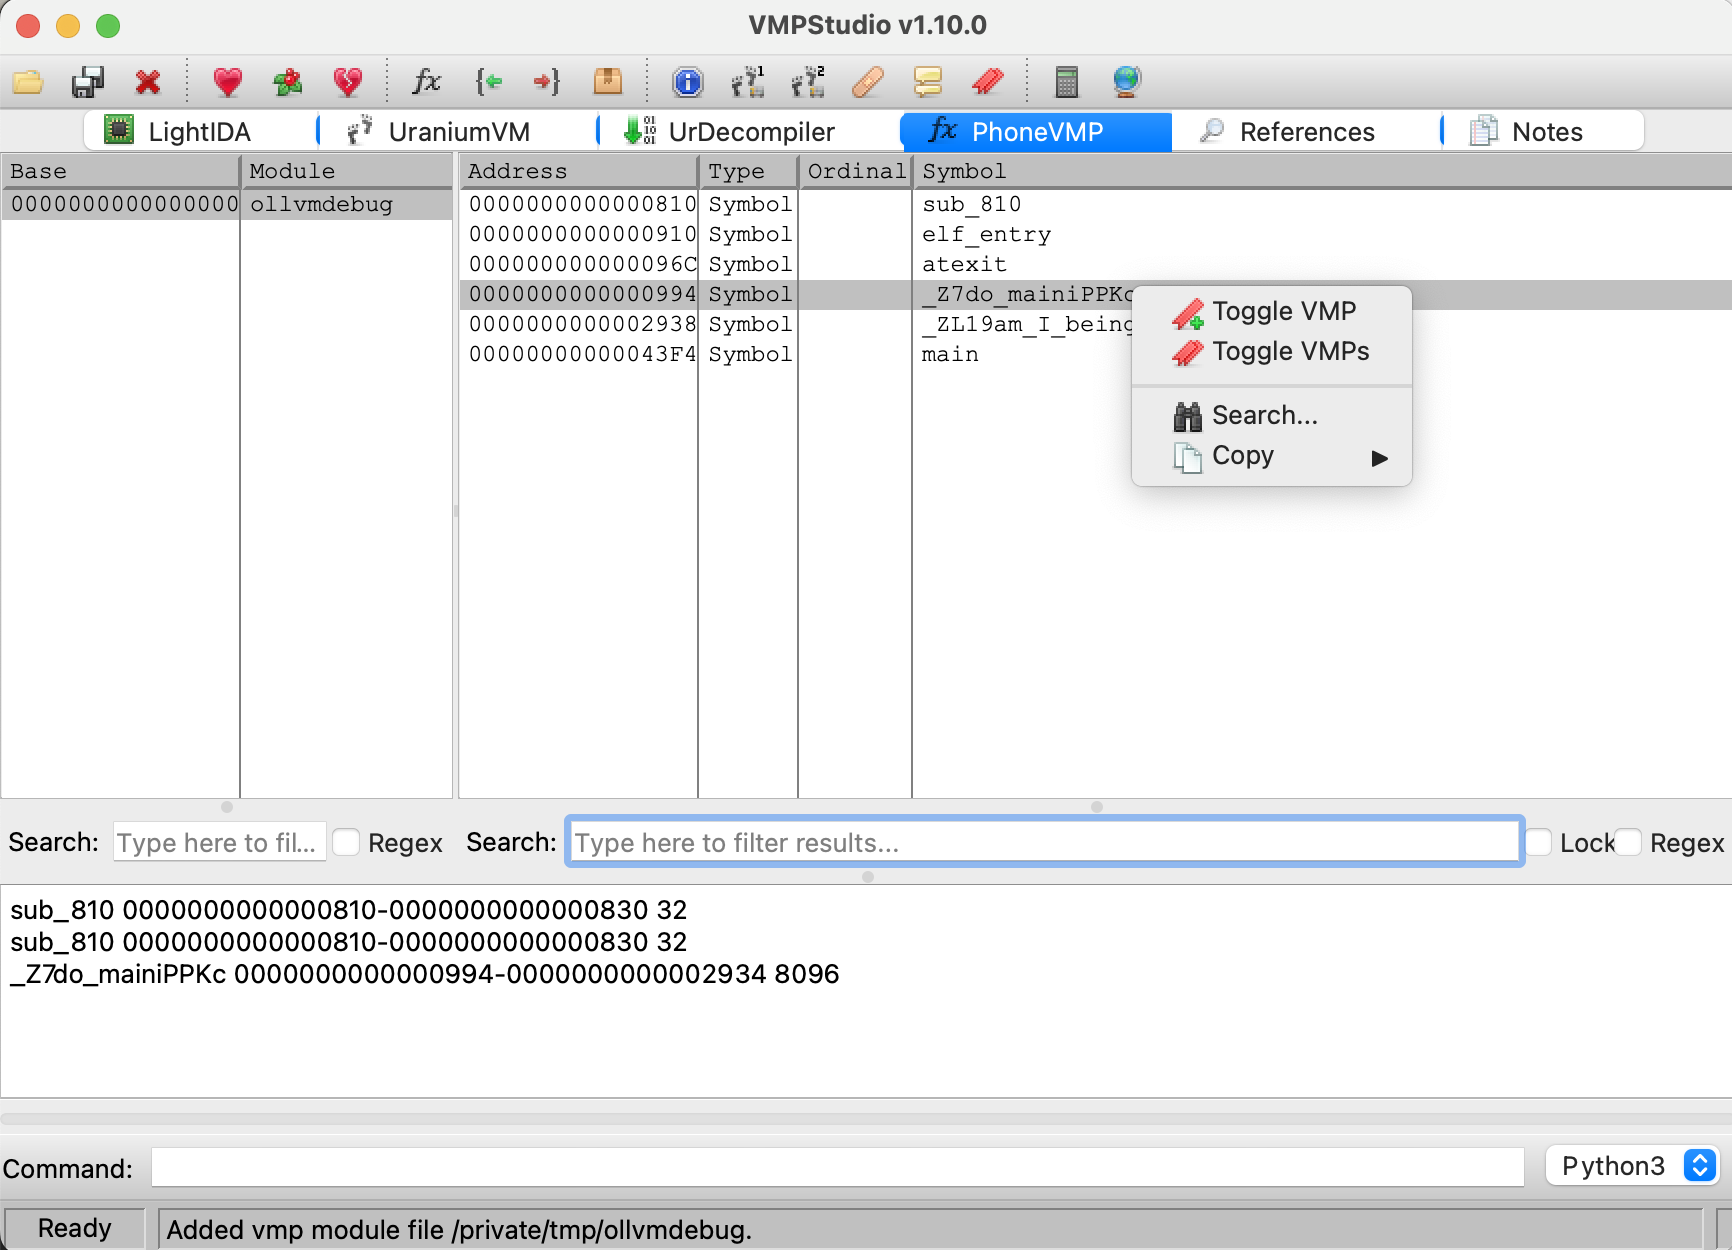 VMPStudio v1.10.0
fx
1
2
LightIDA
UraniumVM
UrDecompiler
fx PhoneVMP
References
Notes
Base Module
0000000000000000 ollvmdebug
Address Type Ordinal Symbol
0000000000000810 Symbol sub_810
0000000000000910 Symbol elf_entry
000000000000096C Symbol atexit
0000000000000994 Symbol _Z7do_mainiPPKc
0000000000002938 Symbol _ZL19am_I_being
00000000000043F4 Symbol main
Toggle VMP
Toggle VMPs
Search...
Copy
Search: Type here to fil... Regex
Search: Type here to filter results... Lock Regex
sub_810 0000000000000810-0000000000000830 32
sub_810 0000000000000810-0000000000000830 32
_Z7do_mainiPPKc 0000000000000994-0000000000002934 8096
Command:
Python3
Ready
Added vmp module file /private/tmp/ollvmdebug.